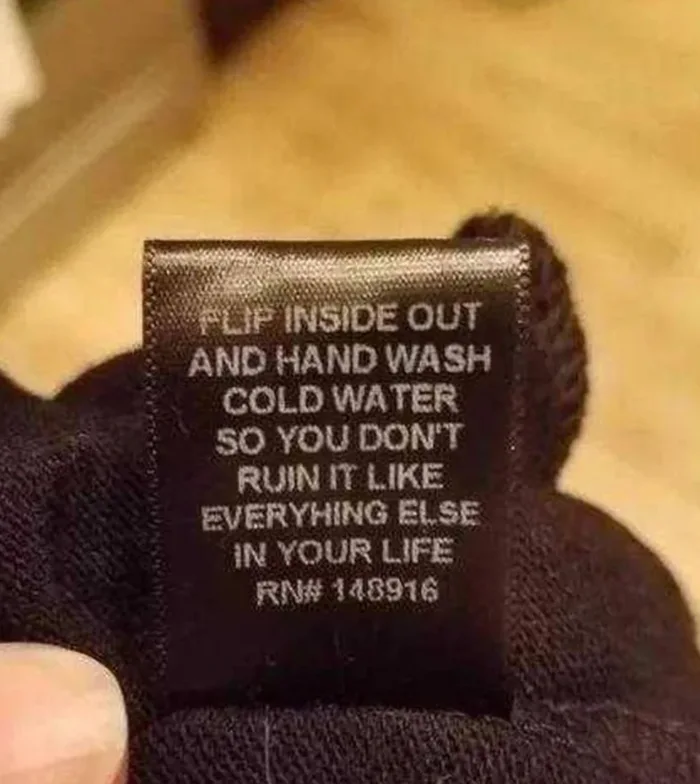 FLIP INSIDE OUT
AND HAND WASH
COLD WATER
SO YOU DON'T
RUIN IT LIKE
EVERYHING ELSE
IN YOUR LIFE
RN# 148916